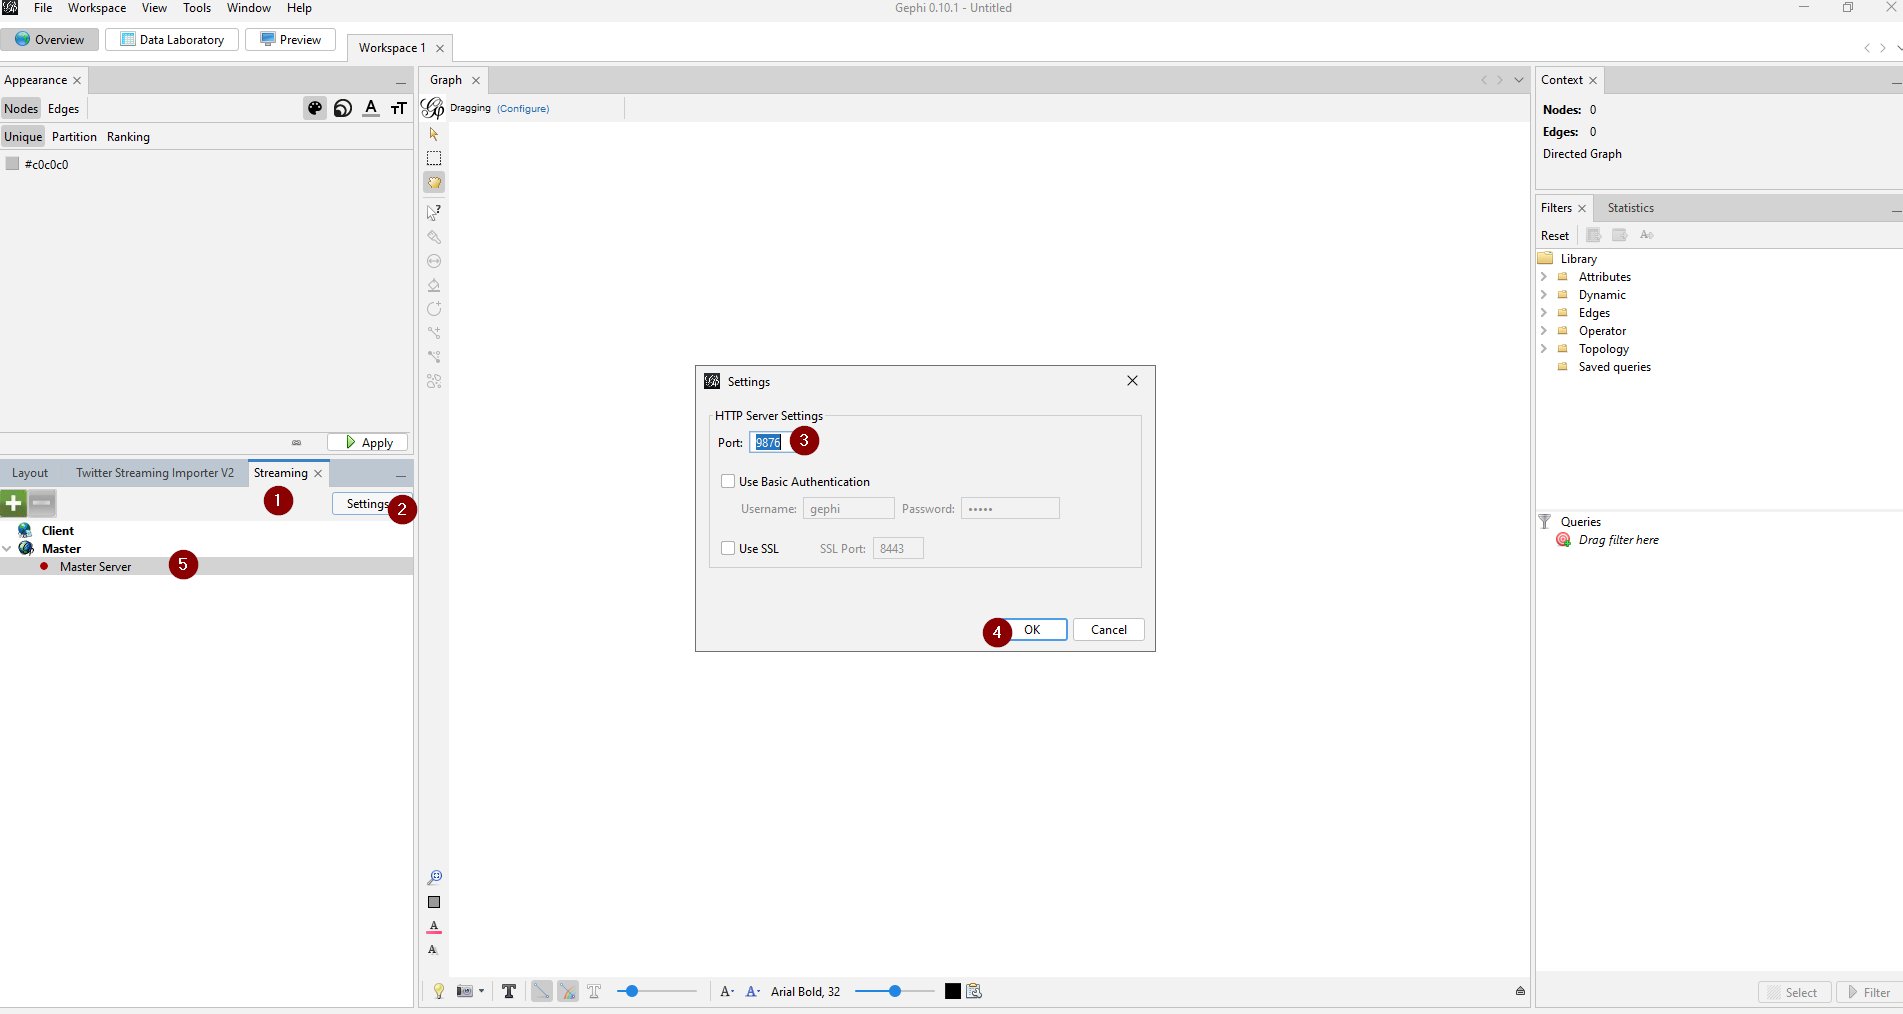 File Workspace View Tools Window Help
Gephi 0.10.1 - Untitled
Overview Data Laboratory Preview
Workspace 1
Appearance
Nodes Edges
Unique Partition Ranking
#c0c0c0
Apply
Layout Twitter Streaming Importer V2 Streaming
1
Settings 2
Client
Master
Master Server 5
Graph
Dragging (Configure)
Settings
HTTP Server Settings
Port: 9876 3
Use Basic Authentication
Username: gephi Password: •••••
Use SSL SSL Port: 8443
4 OK Cancel
Arial Bold, 32
Context
Nodes: 0
Edges: 0
Directed Graph
Filters Statistics
Reset
Library
Attributes
Dynamic
Edges
Operator
Topology
Saved queries
Queries
Drag filter here
Select Filter